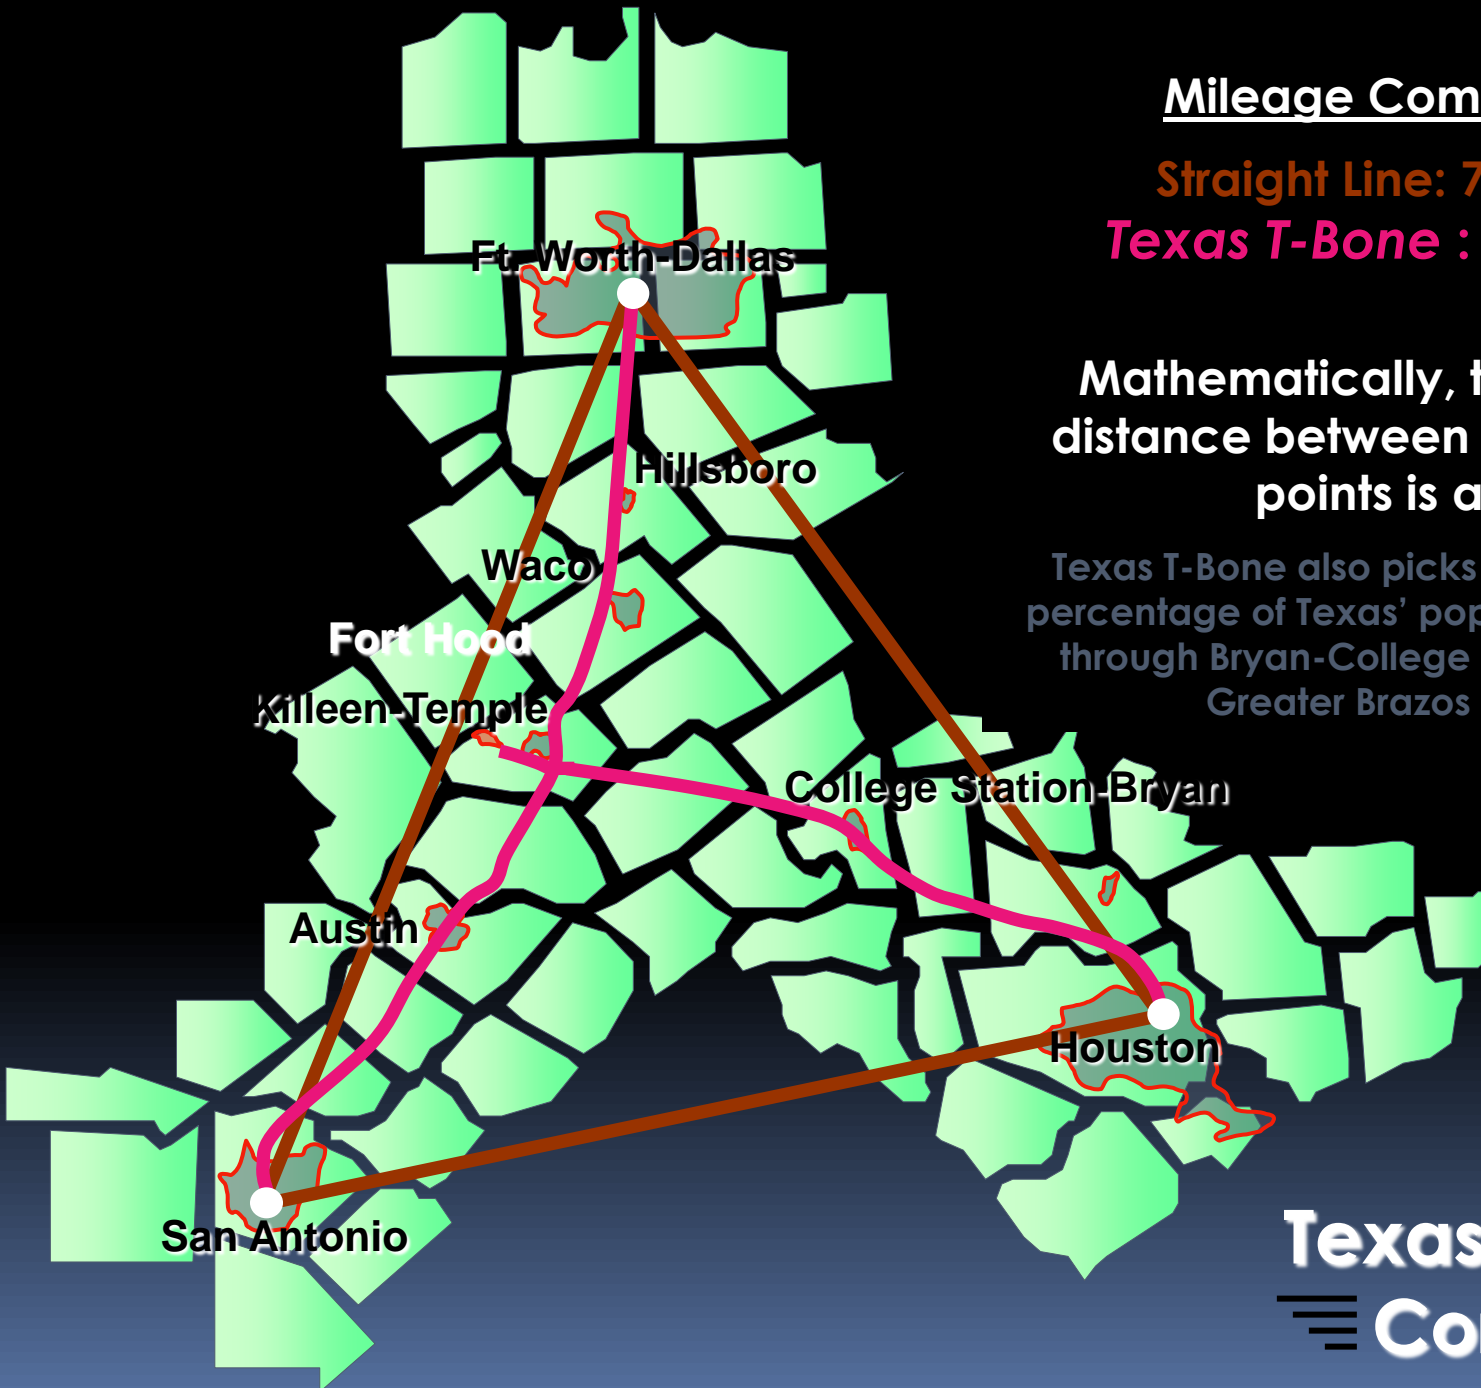 Mileage Com
Straight Line: 7
Texas T-Bone :
Ft. Worth-Dallas
Mathematically, t
distance between
points is a
Hillsboro
Waco
Texas T-Bone also picks
percentage of Texas’ pop
through Bryan-College
Greater Brazos
Fort Hood
Killeen-Temple
College Station-Bryan
Austin
Houston
San Antonio
Texas
Co